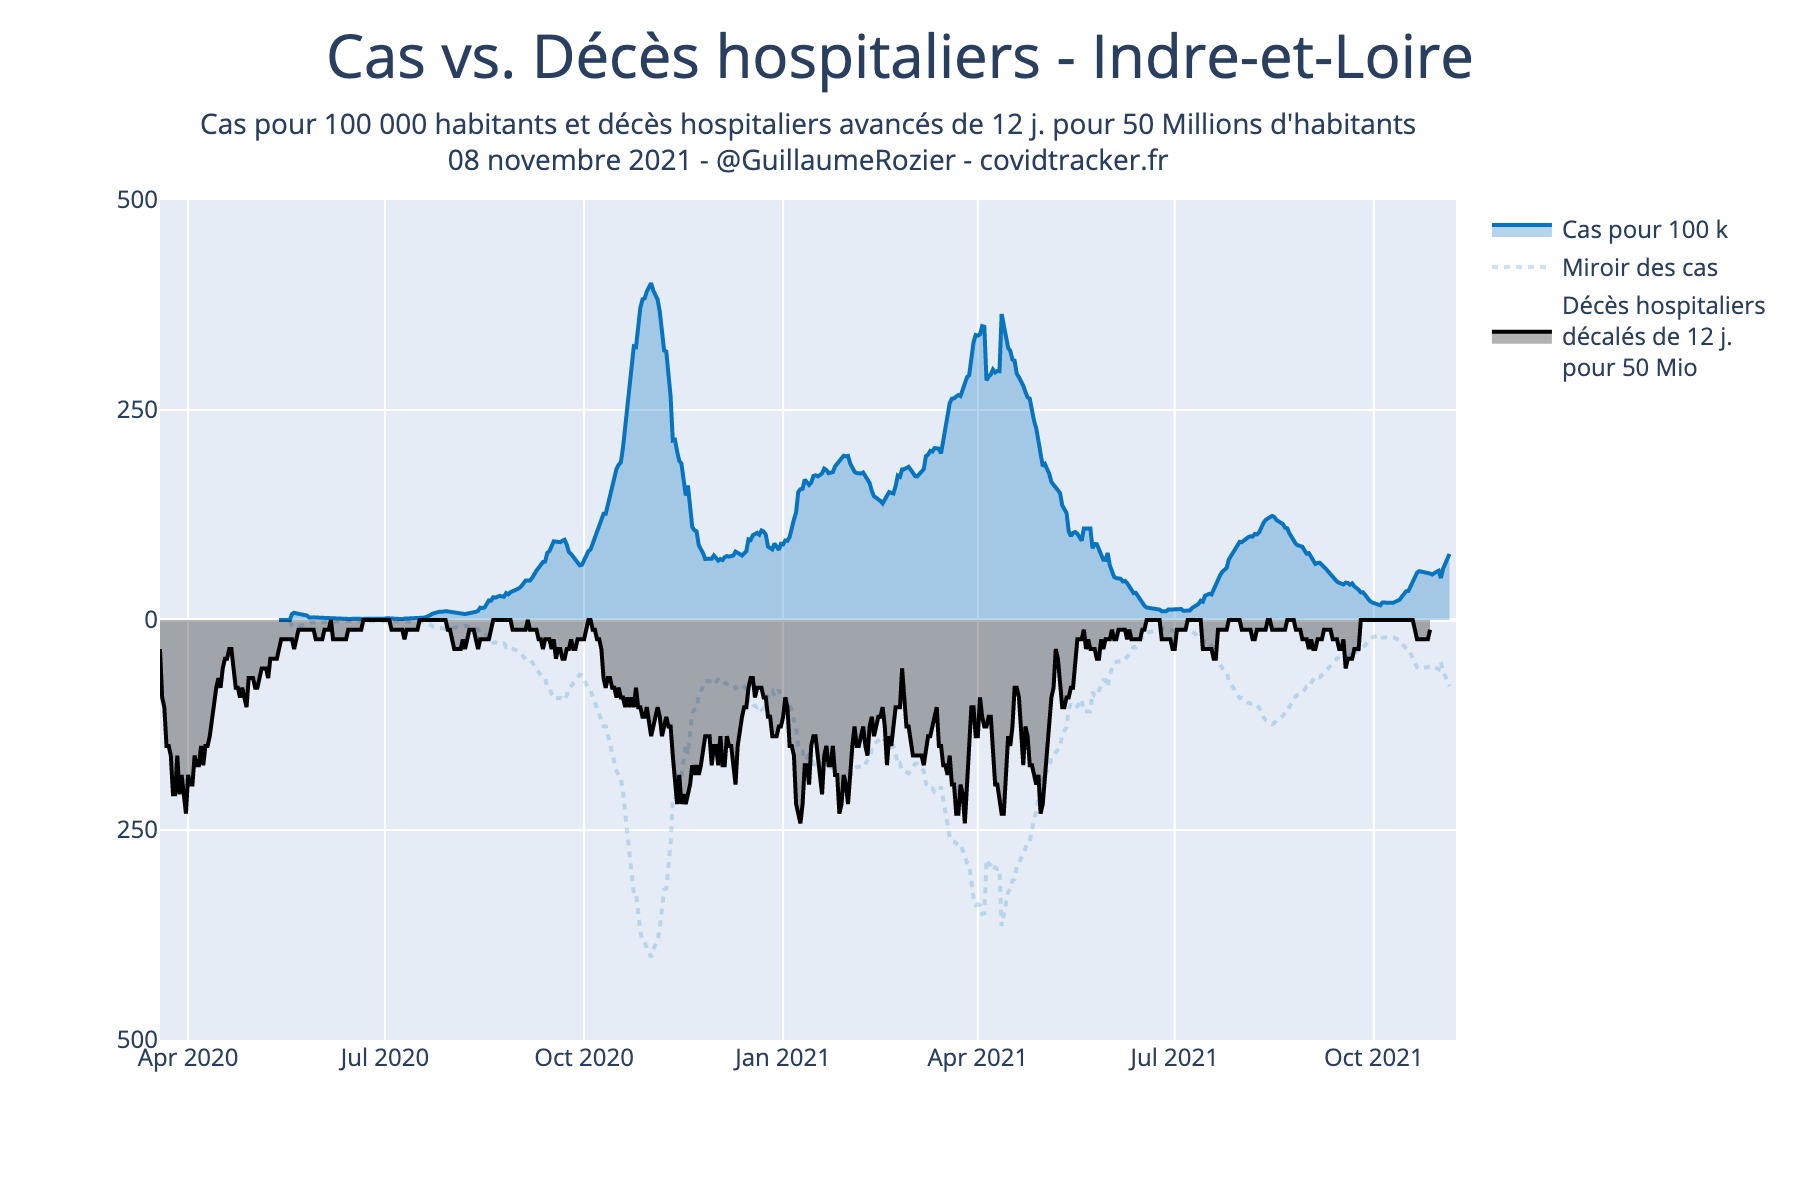 Cas vs. Décès hospitaliers - Indre-et-Loire
Cas pour 100 000 habitants et décès hospitaliers avancés de 12 j. pour 50 Millions d'habitants
08 novembre 2021 - @GuillaumeRozier - covidtracker.fr
500
250
0
250
500
Apr 2020
Jul 2020
Oct 2020
Jan 2021
Apr 2021
Jul 2021
Oct 2021
Cas pour 100 k
Miroir des cas
Décès hospitaliers
décalés de 12 j.
pour 50 Mio